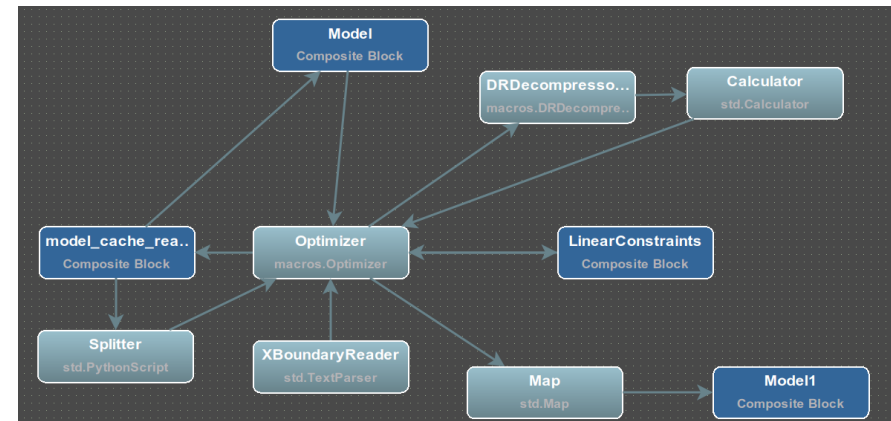 Model
Composite Block
DRDecompresso...
macros.DRDecompre..
Calculator
std.Calculator
model_cache_rea..
Composite Block
Optimizer
macros.Optimizer
LinearConstraints
Composite Block
Splitter
std.PythonScript
XBoundaryReader
std.TextParser
Map
std.Map
Model1
Composite Block